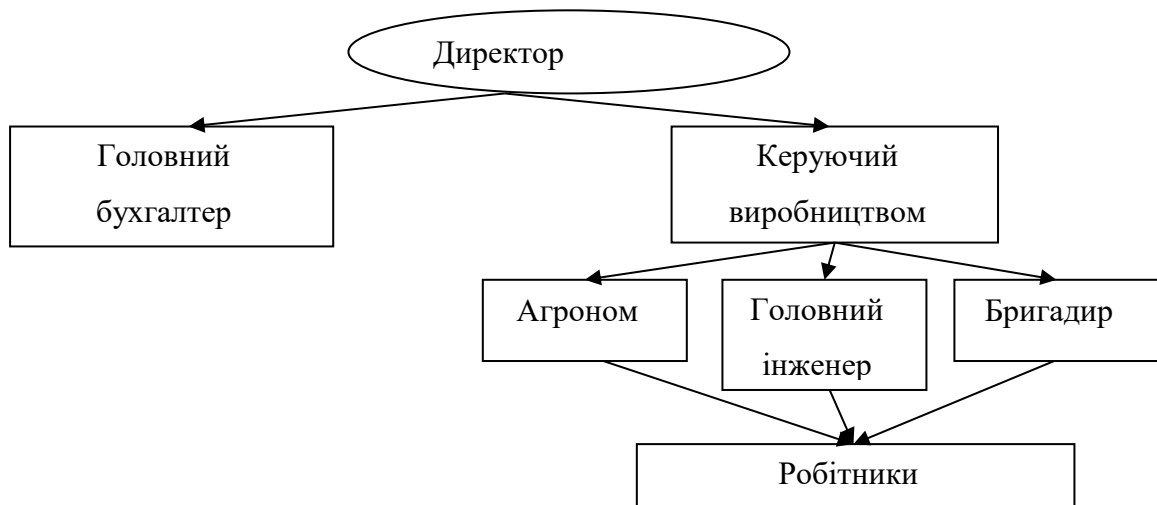 Директор
Головний
бухгалтер
Керуючий
виробництвом
Агроном
Головний
інженер
Бригадир
Робітники